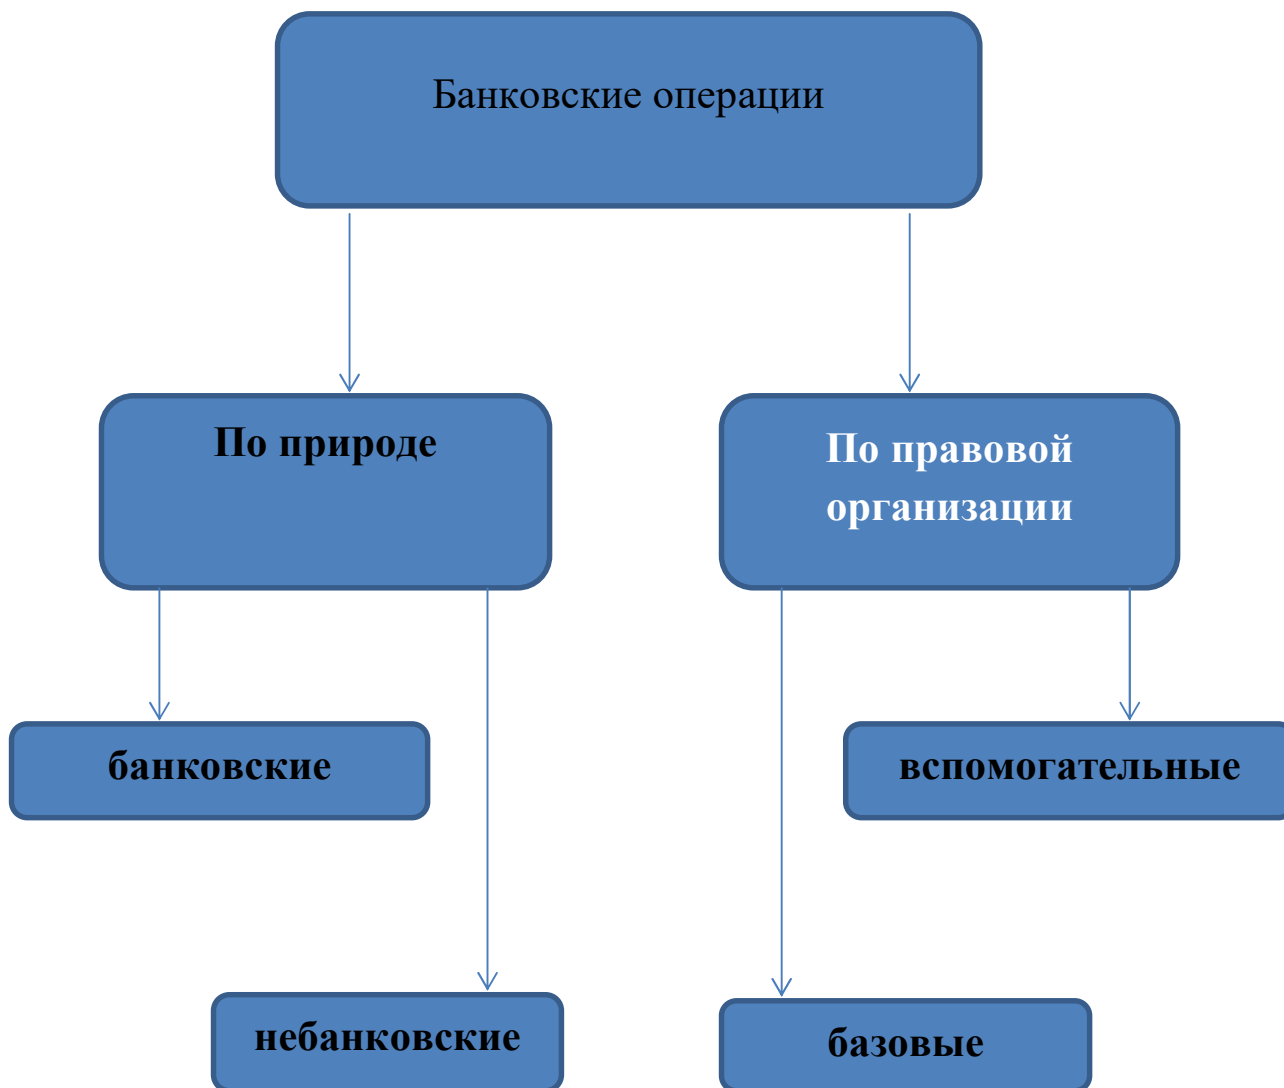 Банковские операции
По природе
По правовой
организации
банковские
вспомогательные
небанковские
базовые